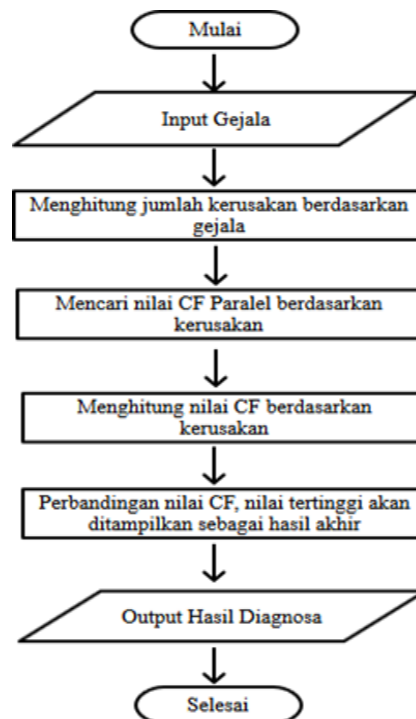 Mulai
Input Gejala
Menghitung jumlah kerusakan berdasarkan
gejala
Mencari nilai CF Paralel berdasarkan
kerusakan
Menghitung nilai CF berdasarkan
kerusakan
Perbandingan nilai CF, nilai tertinggi akan
ditampilkan sebagai hasil akhir
Output Hasil Diagnosa
Selesai